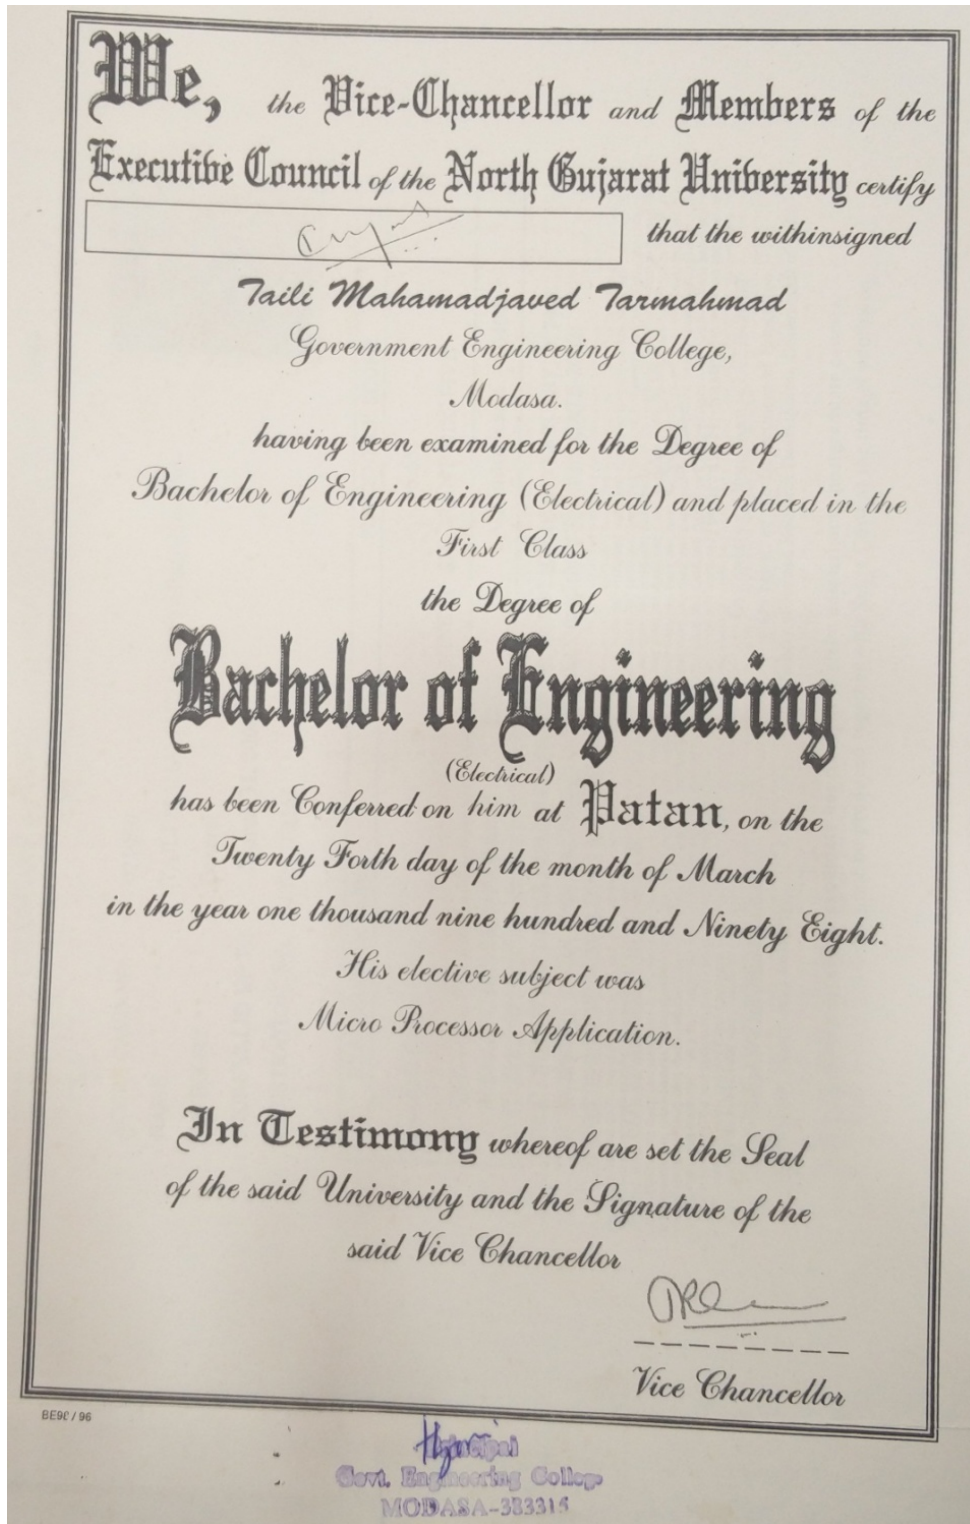 We, the Vice-Chancellor and Members of the
Executive Council of the North Gujarat University certify
that the withinsigned
Taili Mahamadjaved Tarmahmad
Government Engineering College,
Modasa.
having been examined for the Degree of
Bachelor of Engineering (Electrical) and placed in the
First Class
the Degree of
Bachelor of Engineering
(Electrical)
has been Conferred on him at Patan, on the
Twenty Forth day of the month of March
in the year one thousand nine hundred and Ninety Eight.
His elective subject was
Micro Processor Application.
In Testimony whereof are set the Seal
of the said University and the Signature of the
said Vice Chancellor
Vice Chancellor
Principal
Govt. Engineering College
MODASA-383315